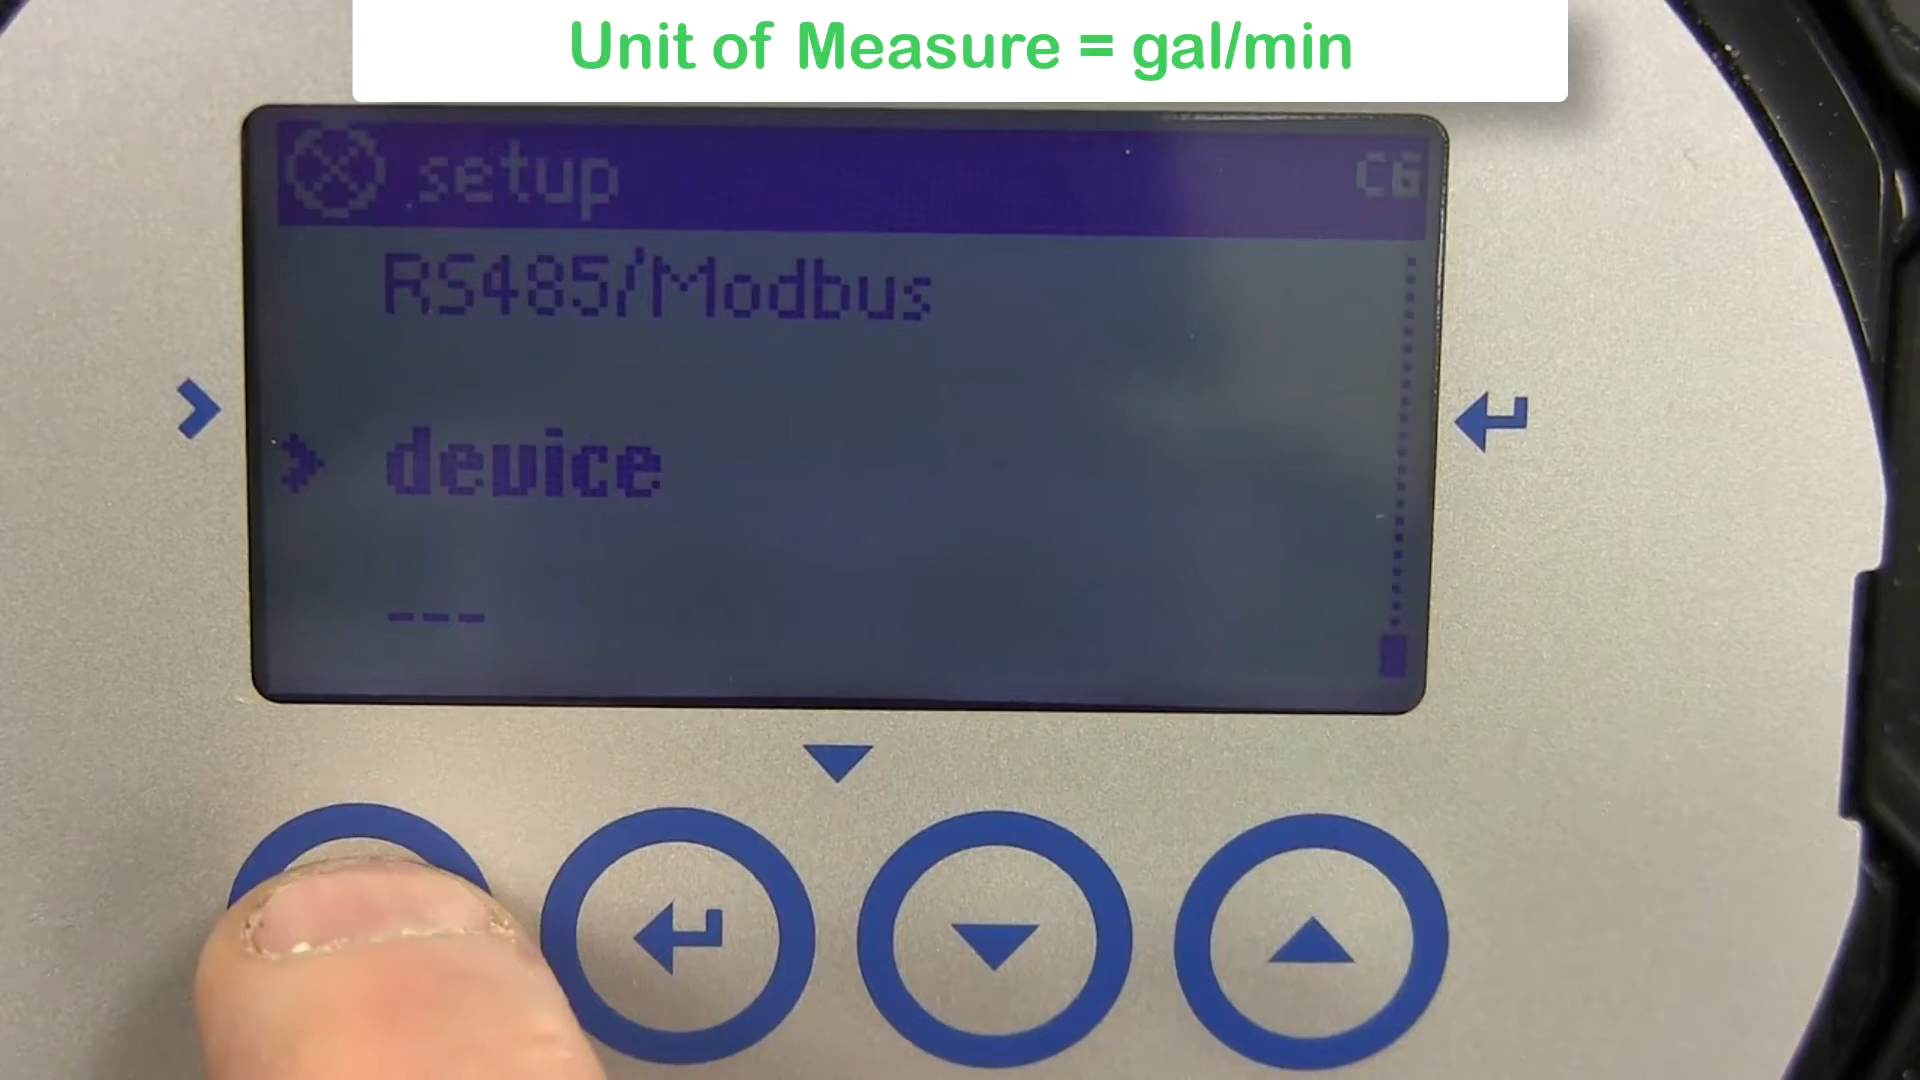 Unit of Measure = gal/min
setup C6
RS485/Modbus
> device
---